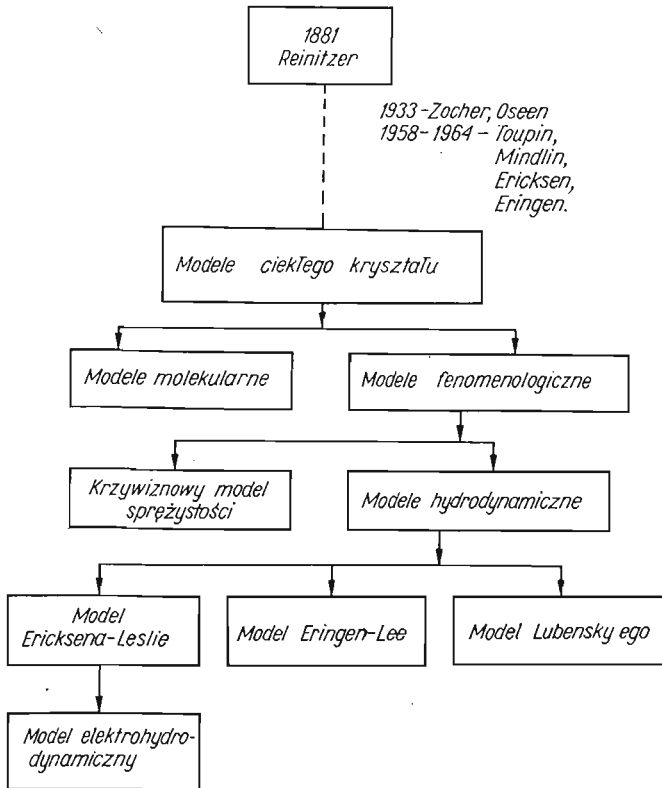 1881
Reinitzer
1933-Zocher, Oseen
1958-1964 - Toupin,
Mindlin,
Ericksen,
Eringen.
Modele ciekłego kryształu
Modele molekularne
Modele fenomenologiczne
Krzywiznowy model
sprężystości
Modele hydrodynamiczne
Model
Ericksena-Leslie
Model Eringen-Lee
Model Lubensky ego
Model elektrohydro-
dynamiczny